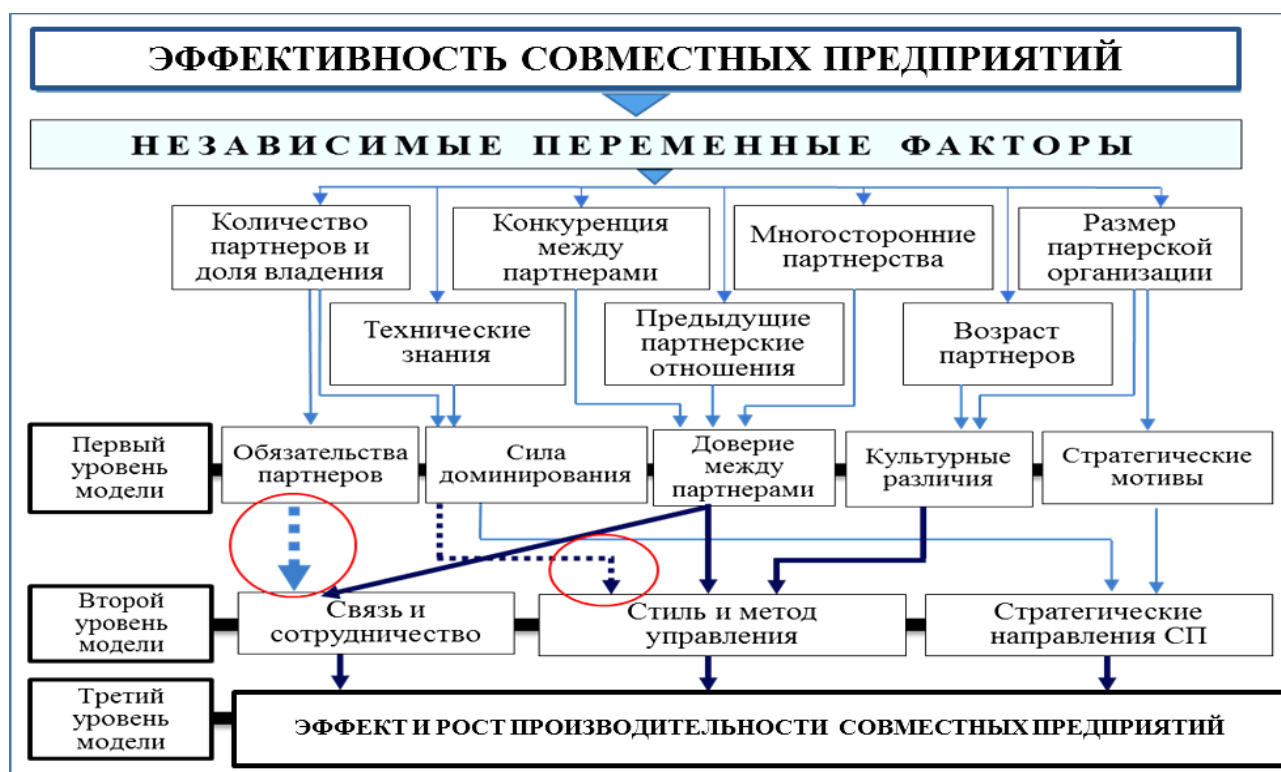 ЭФФЕКТИВНОСТЬ СОВМЕСТНЫХ ПРЕДПРИЯТИЙ
НЕЗАВИСИМЫЕ ПЕРЕМЕННЫЕ ФАКТОРЫ
Количество
партнеров и
доля владения
Конкуренция
между
партнерами
Многосторонние
партнерства
Размер
партнерской
организации
Технические
знания
Предыдущие
партнерские
отношения
Возраст
партнеров
Первый
уровень
модели
Обязательства
партнеров
Сила
доминирования
Доверие
между
партнерами
Культурные
различия
Стратегические
мотивы
Второй
уровень
модели
Связь и
сотрудничество
Стиль и метод
управления
Стратегические
направления СП
Третий
уровень
модели
ЭФФЕКТ И РОСТ ПРОИЗВОДИТЕЛЬНОСТИ СОВМЕСТНЫХ ПРЕДПРИЯТИЙ